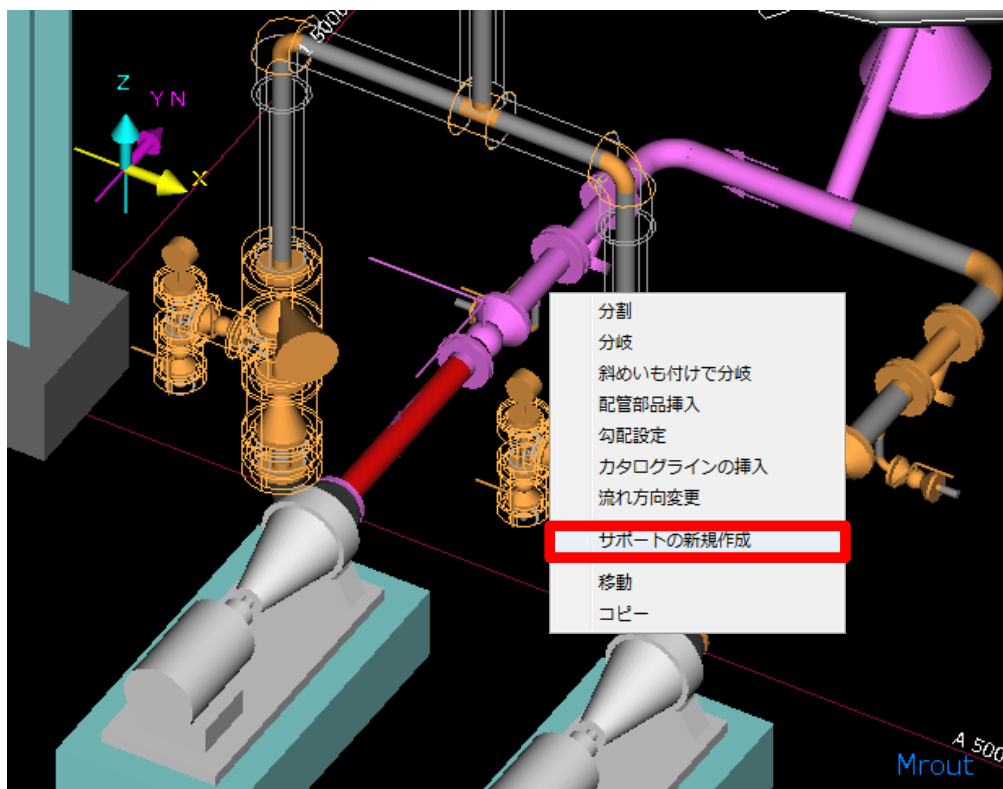 1 5000
Z
Y N
X
分割
分岐
斜めいも付けで分岐
配管部品挿入
勾配設定
カタログラインの挿入
流れ方向変更
サポートの新規作成
移動
コピー
A 500
Mrout